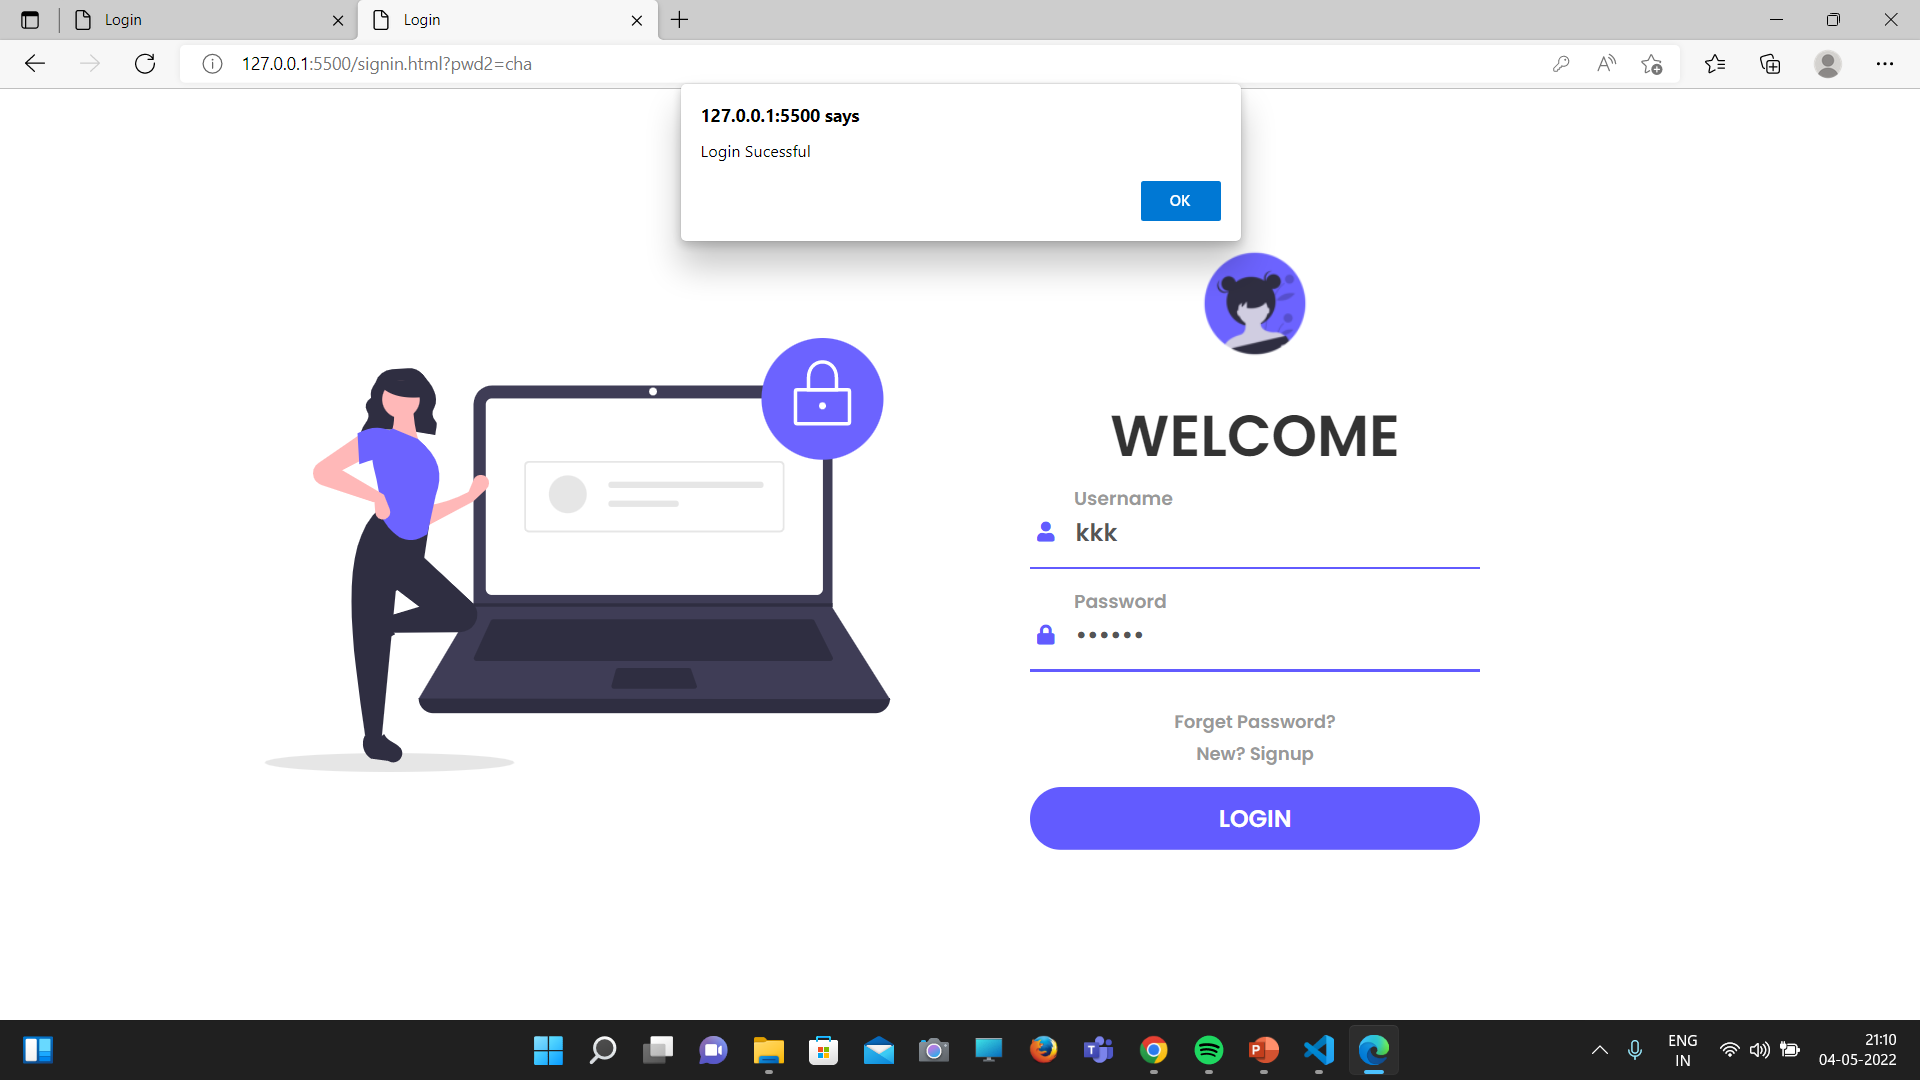 Login
Login
127.0.0.1:5500/signin.html?pwd2=cha
127.0.0.1:5500 says
Login Sucessful
OK
WELCOME
Username
kkk
Password
••••••
Forget Password?
New? Signup
LOGIN
ENG
IN
21:10
04-05-2022